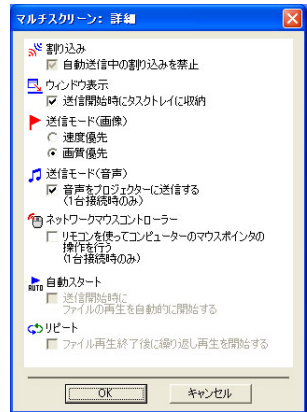 マルチスクリーン: 詳細
割り込み
自動送信中の割り込みを禁止
ウィンドウ表示
送信開始時にタスクトレイに収納
送信モード(画像)
速度優先
画質優先
送信モード(音声)
音声をプロジェクターに送信する
(1台接続時のみ)
ネットワークマウスコントローラー
リモコンを使ってコンピューターのマウスポインタの
操作を行う
(1台接続時のみ)
AUTO 自動スタート
送信開始時に
ファイルの再生を自動的に開始する
リピート
ファイル再生終了後に繰り返し再生を開始する
OK キャンセル